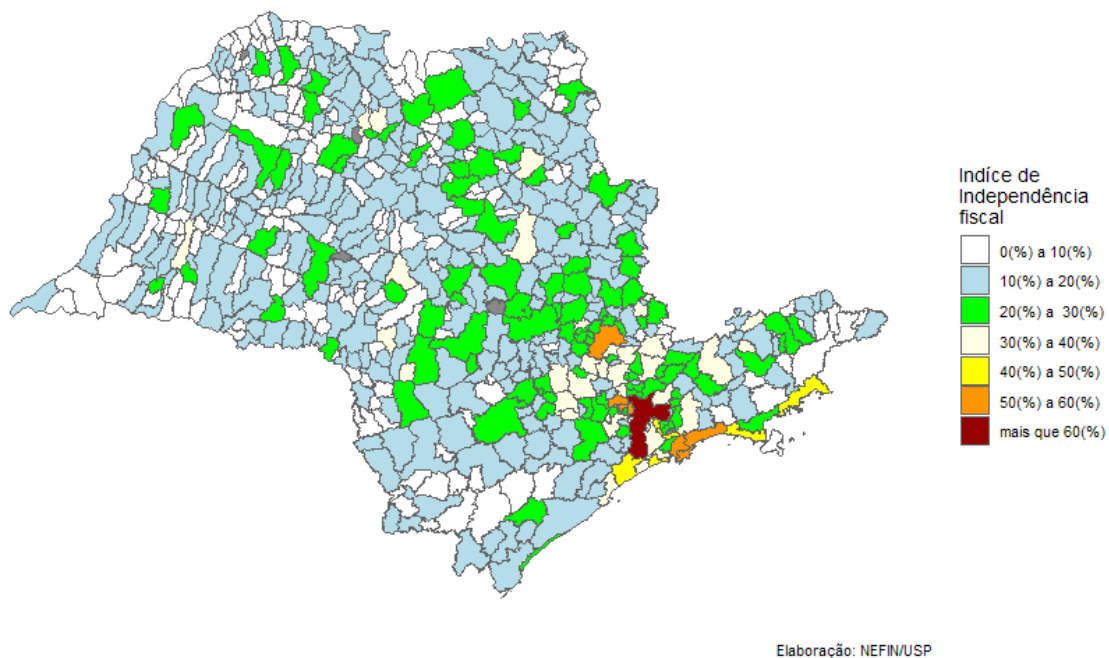 Indíce de
Independência
fiscal
0(%) a 10(%)
10(%) a 20(%)
20(%) a  30(%)
30(%) a 40(%)
40(%) a 50(%)
50(%) a 60(%)
mais que 60(%)
Elaboração: NEFIN/USP